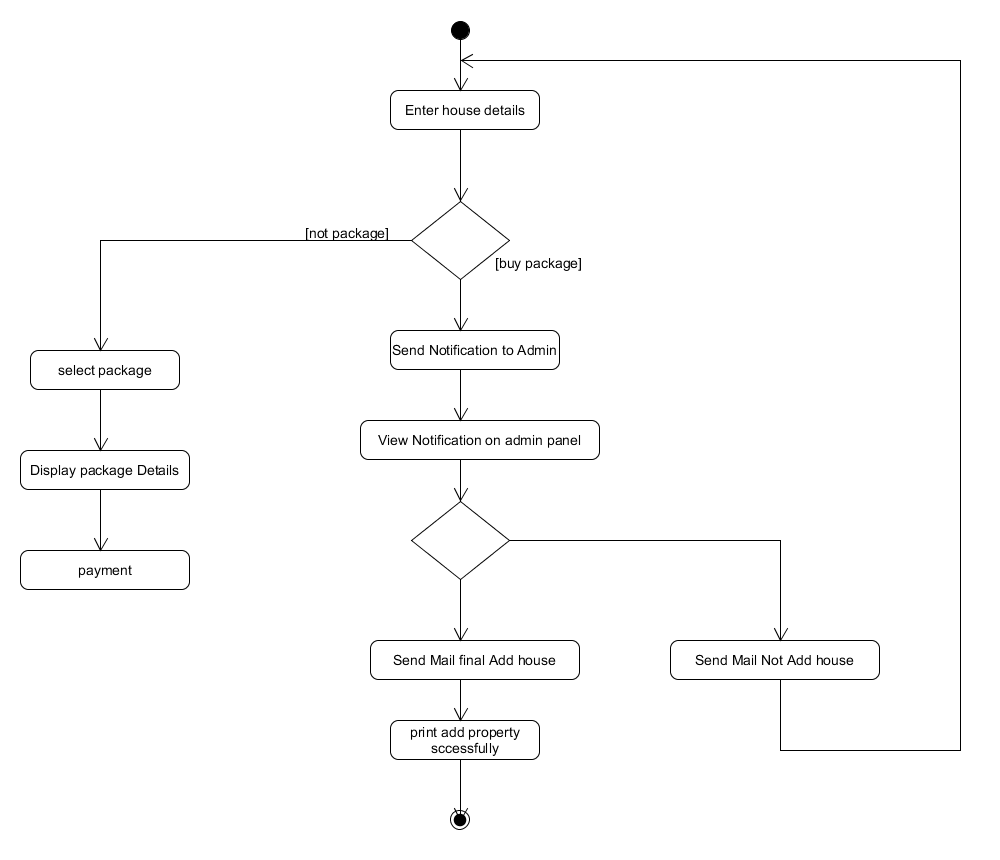 Enter house details
[not package]
[buy package]
Send Notification to Admin
select package
View Notification on admin panel
Display package Details
payment
Send Mail final Add house
Send Mail Not Add house
print add property
sccessfully